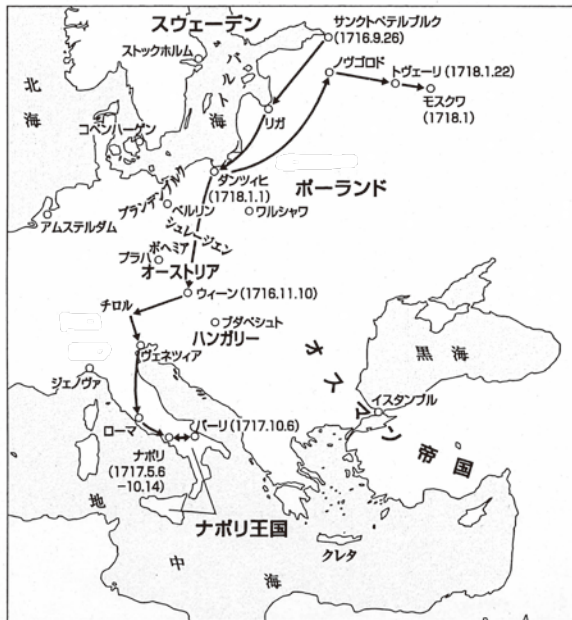 スウェーデン
サンクトペテルブルク
(1716.9.26)
ストックホルム
ノヴゴロド
トヴェーリ (1718.1.22)
モスクワ
(1718.1)
北海
バルト海
リガ
コペンハーゲン
ダンツィヒ
(1718.1.1)
ポーランド
ブランデンブルク
ベルリン
ワルシャワ
アムステルダム
シュレージエン
ボヘミア
プラハ
オーストリア
ウィーン (1716.11.10)
チロル
ブダペシュト
ハンガリー
ヴェネツィア
黒海
オスマン帝国
ジェノヴァ
イスタンブル
ローマ
バーリ (1717.10.6)
ナポリ
(1717.5.6
–10.14)
ナポリ王国
クレタ
地中海